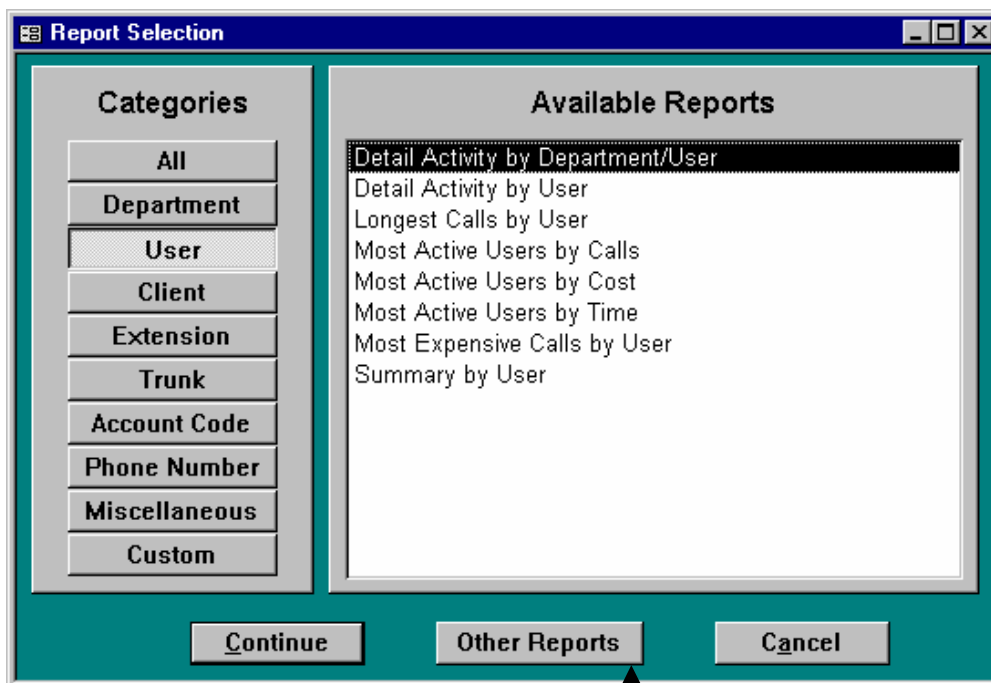 Report Selection
Categories
All
Department
User
Client
Extension
Trunk
Account Code
Phone Number
Miscellaneous
Custom
Available Reports
Detail Activity by Department/User
Detail Activity by User
Longest Calls by User
Most Active Users by Calls
Most Active Users by Cost
Most Active Users by Time
Most Expensive Calls by User
Summary by User
Continue
Other Reports
Cancel